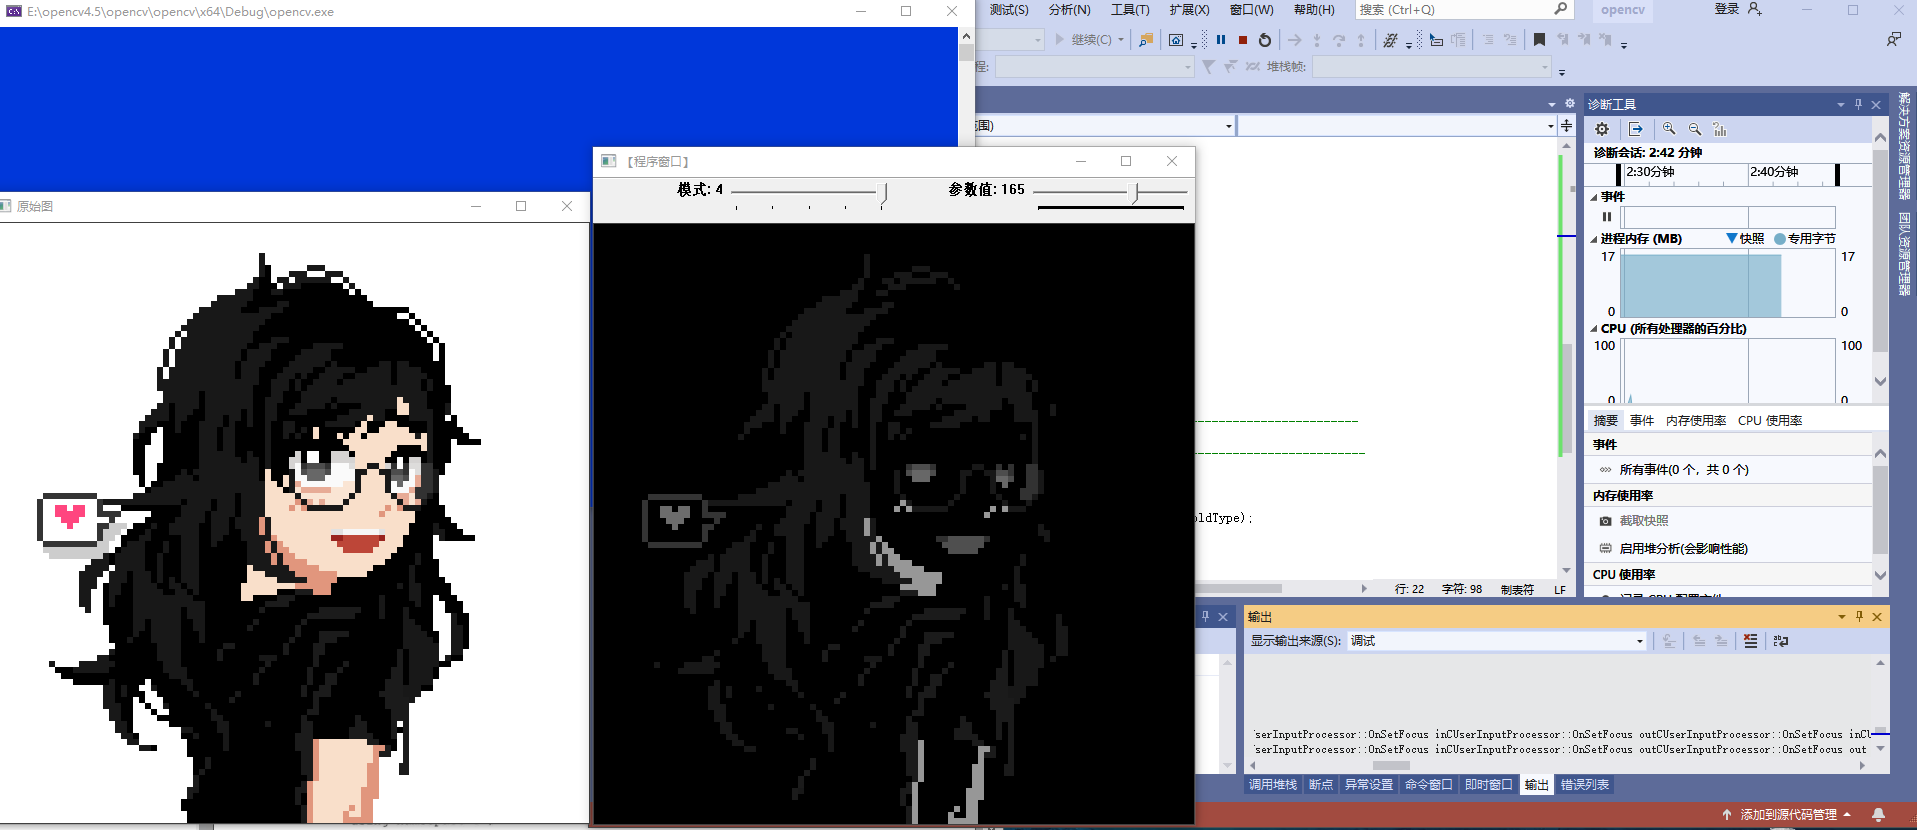 E:\opencv4.5\opencv\opencv\x64\Debug\opencv.exe
测试(S) 分析(N) 工具(T) 扩展(X) 窗口(W) 帮助(H) 搜索 (Ctrl+Q) opencv 登录
继续(C)
程: 堆栈帧:
原始图
【程序窗口】
模式: 4 参数值: 165
范围)
oldType);
行: 22 字符: 98 制表符 LF
诊断工具
诊断会话: 2:42 分钟
2:30分钟 2:40分钟
事件
进程内存 (MB) 快照 专用字节
17 17
0 0
CPU (所有处理器的百分比)
100 100
0 0
摘要 事件 内存使用率 CPU 使用率
事件
所有事件(0 个，共 0 个)
内存使用率
截取快照
启用堆分析(会影响性能)
CPU 使用率
记录 CPU 配置文件
解决方案资源管理器
团队资源管理器
输出
显示输出来源(S): 调试
serInputProcessor::OnSetFocus inCUserInputProcessor::OnSetFocus outCUserInputProcessor::OnSetFocus inCU
serInputProcessor::OnSetFocus inCUserInputProcessor::OnSetFocus outCUserInputProcessor::OnSetFocus out
调用堆栈 断点 异常设置 命令窗口 即时窗口 输出 错误列表
添加到源代码管理